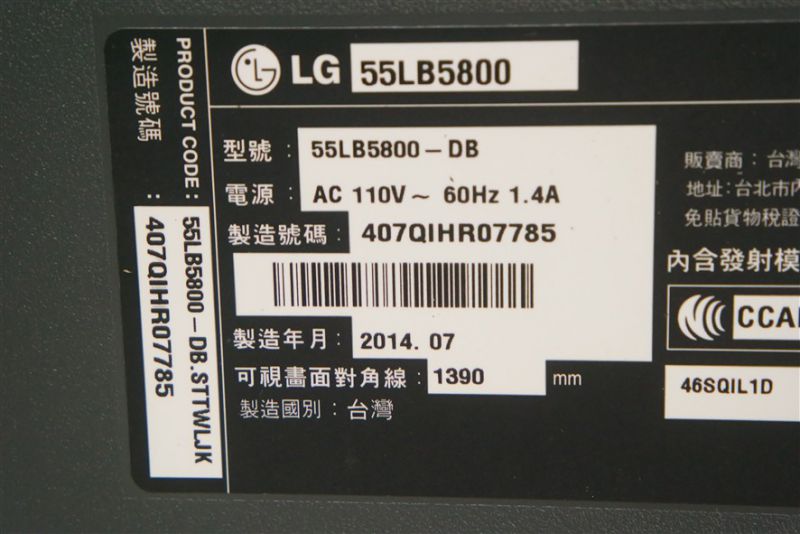 LG 55LB5800
型號 : 55LB5800-DB
電源 : AC 110V~ 60Hz 1.4A
製造號碼 : 407QIHR07785
製造年月 : 2014. 07
可視畫面對角線 : 1390 mm
製造國別 : 台灣
PRODUCT CODE : 55LB5800-DB.STTWLJK
製造號碼 : 407QIHR07785
販賣商 : 台灣
地址: 台北市內
免貼貨物稅證
內含發射模
CCA
46SQIL1D